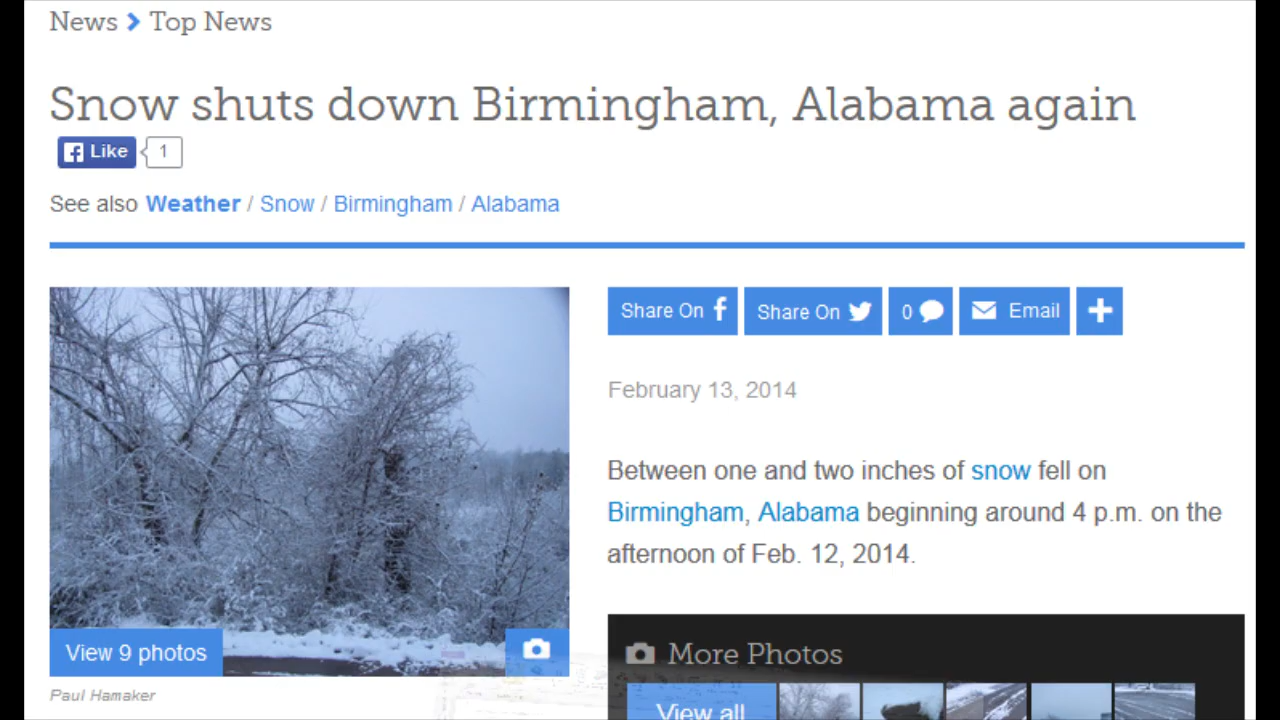 News > Top News
Snow shuts down Birmingham, Alabama again
Like 1
See also Weather / Snow / Birmingham / Alabama
Share On Share On 0 Email
February 13, 2014
Between one and two inches of snow fell on
Birmingham, Alabama beginning around 4 p.m. on the
afternoon of Feb. 12, 2014.
View 9 photos
Paul Hamaker
More Photos
View all